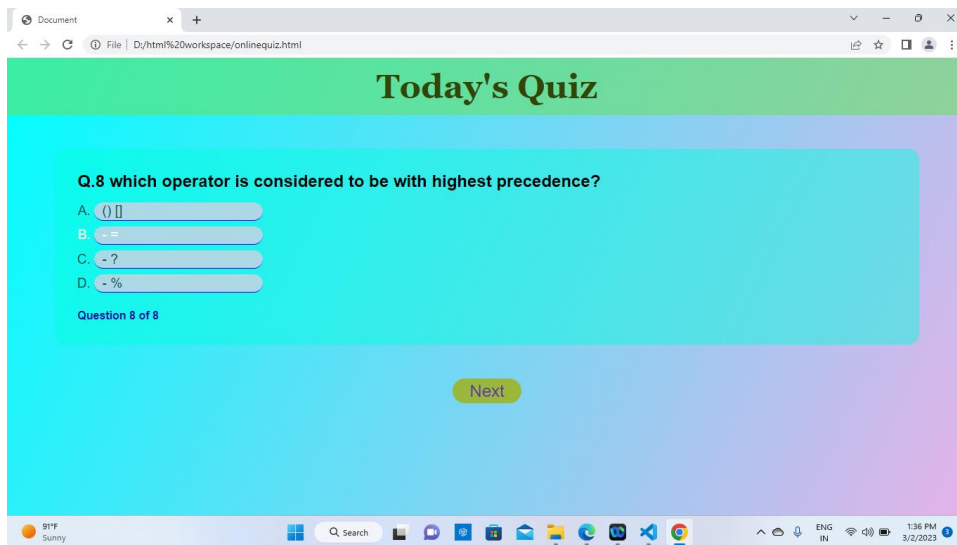 Document
File D:/html%20workspace/onlinequiz.html
Today's Quiz
Q.8 which operator is considered to be with highest precedence?
A. () []
B. - =
C. - ?
D. - %
Question 8 of 8
Next
91°F
Sunny
Search
ENG
IN
1:36 PM
3/2/2023
3